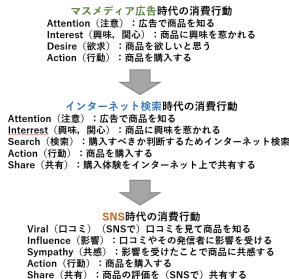 マスメディア広告時代の消費行動
Attention（注意）：広告で商品を知る
Interest（興味，関心）：商品に興味を惹かれる
Desire（欲求）：商品を欲しいと思う
Action（行動）：商品を購入する
インターネット検索時代の消費行動
Attention（注意）：広告で商品を知る
Interrest（興味，関心）：商品に興味を惹かれる
Search（検索）：購入すべきか判断するためインターネット検索
Action（行動）：商品を購入する
Share（共有）：購入体験をインターネット上で共有する
SNS時代の消費行動
Viral（口コミ）（SNSで）口コミを見て商品を知る
Influence（影響）：口コミやその発信者に影響を受ける
Sympathy（共感）：影響を受けたことで商品に共感する
Action（行動）：商品を購入する
Share（共有）：商品の評価を（SNSで）共有する